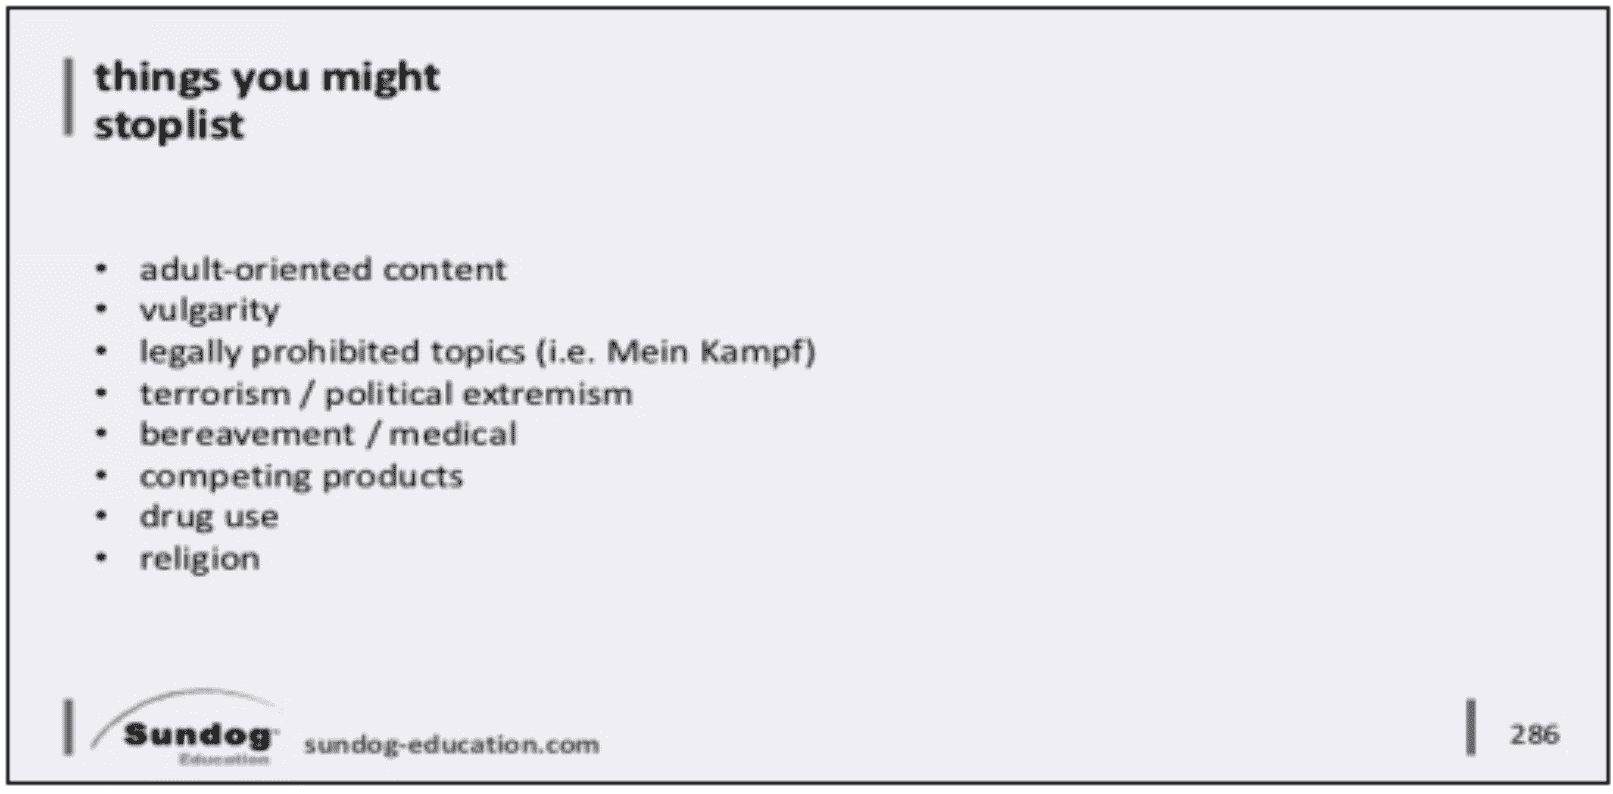 things you might
stoplist
• adult-oriented content
• vulgarity
• legally prohibited topics (i.e. Mein Kampf)
• terrorism / political extremism
• bereavement / medical
• competing products
• drug use
• religion
Sundog
Education
sundog-education.com
286